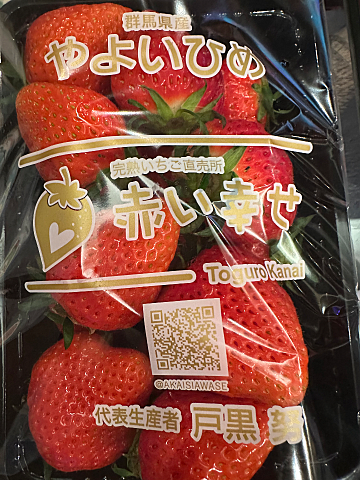 群馬県産
やよいひめ
完熟いちご直売所
赤い幸せ
Toguro Kanai
@AKAISIAWASE
代表生産者 戸黒